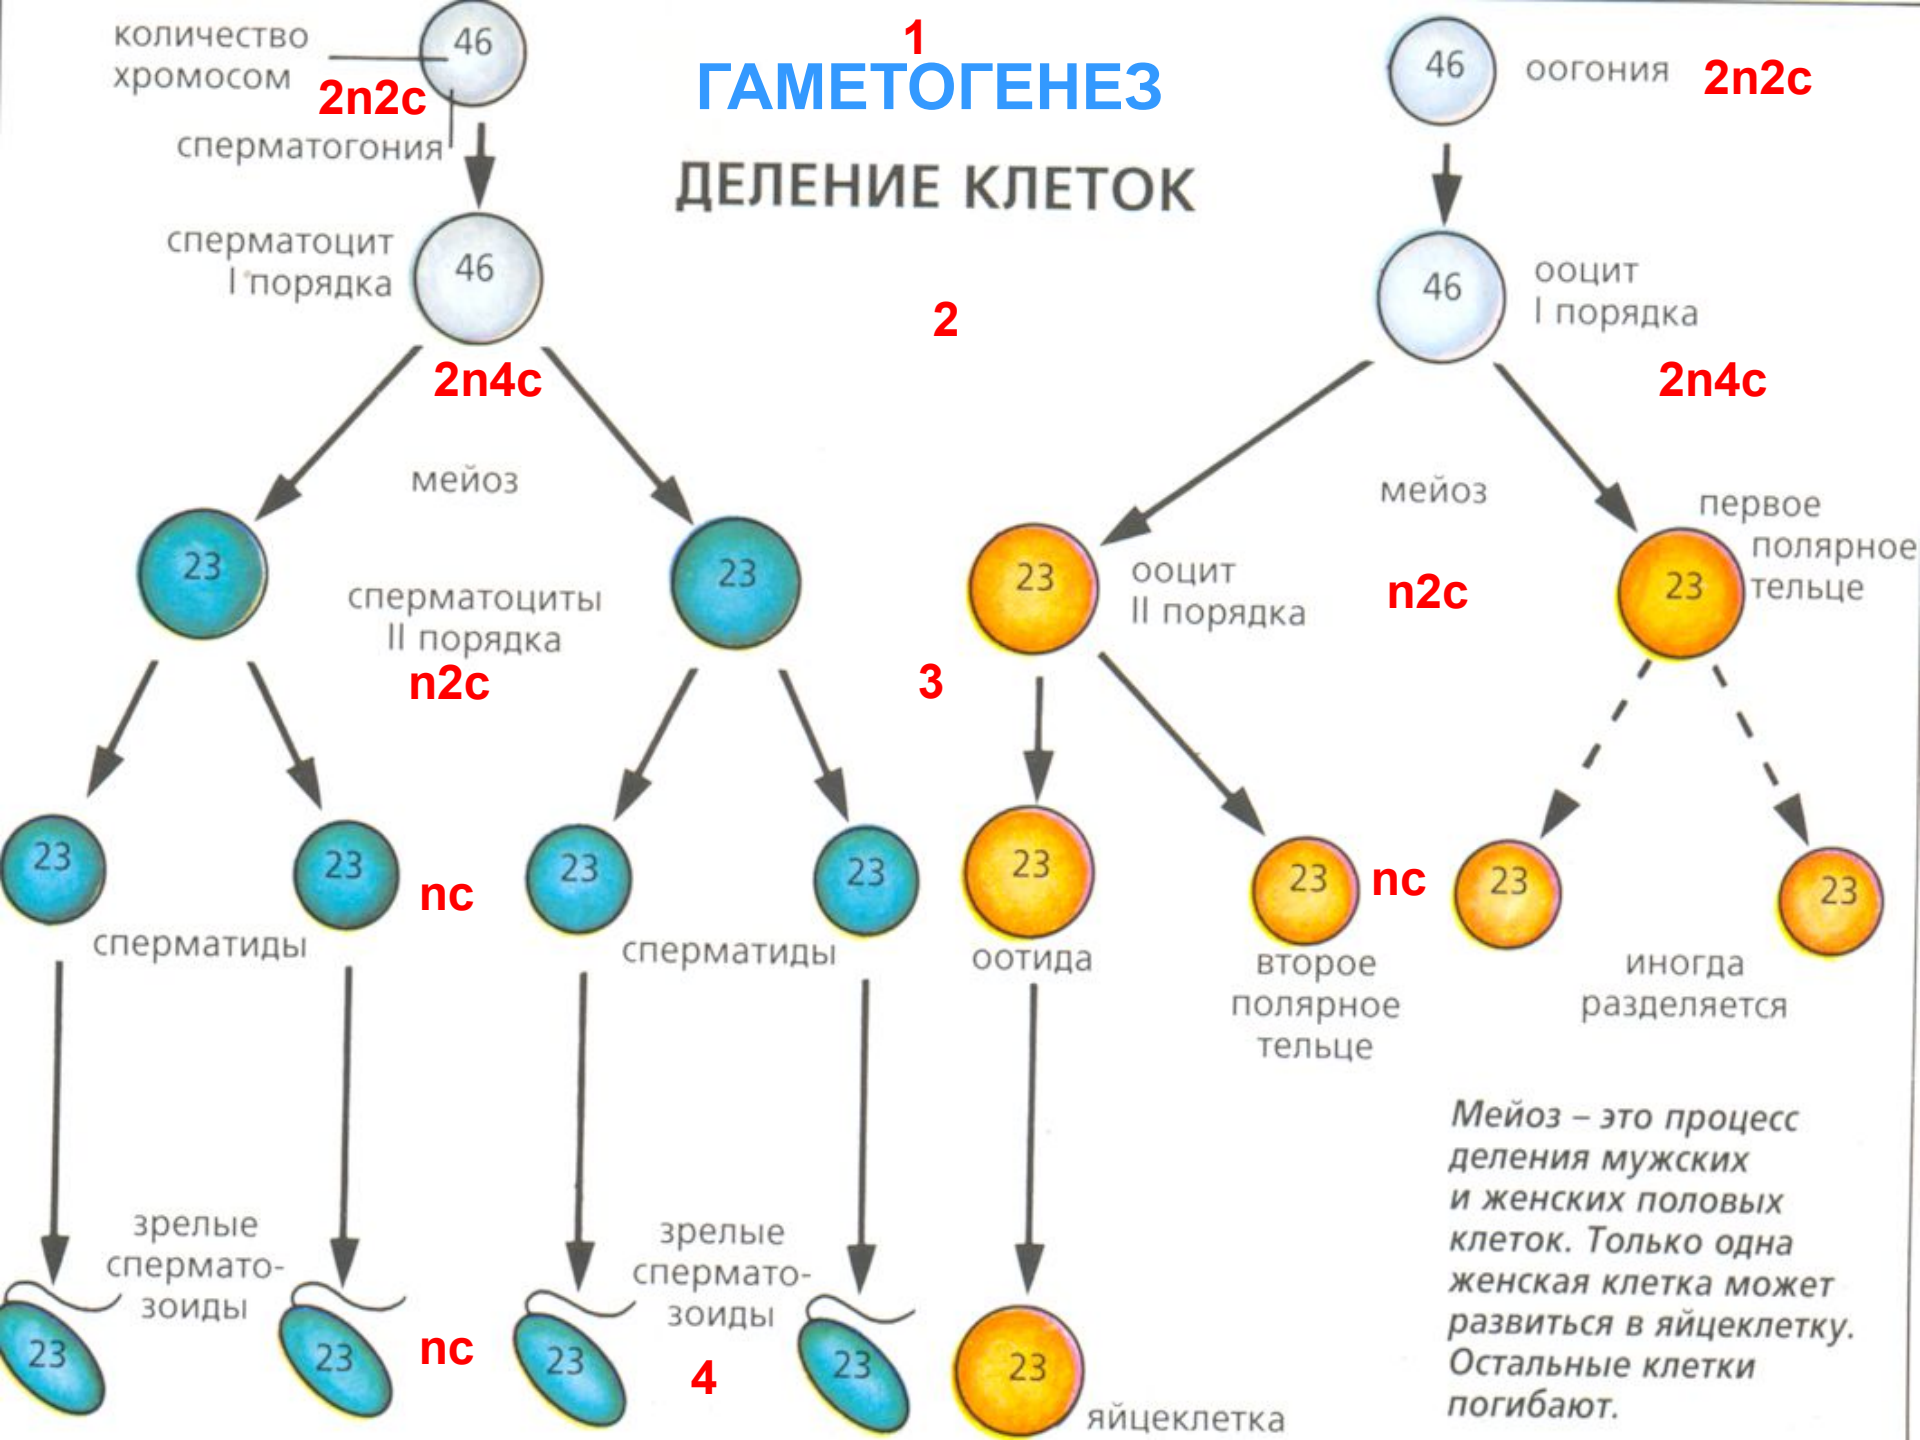 количество
хромосом
46
2n2c
сперматогония
1
ГАМЕТОГЕНЕЗ
ДЕЛЕНИЕ КЛЕТОК
46
оогония
2n2c
сперматоцит
I порядка
46
2n4c
2
46
ооцит
I порядка
2n4c
мейоз
23
23
сперматоциты
II порядка
n2c
мейоз
23
ооцит
II порядка
n2c
первое
полярное
тельце
23
3
23
23
nc
23
23
сперматиды
сперматиды
23
оотида
23
второе
полярное
тельце
nc
23
23
иногда
разделяется
зрелые
спермато-
зоиды
23
23
nc
зрелые
спермато-
зоиды
23
23
4
23
яйцеклетка
Мейоз – это процесс
деления мужских
и женских половых
клеток. Только одна
женская клетка может
развиться в яйцеклетку.
Остальные клетки
погибают.